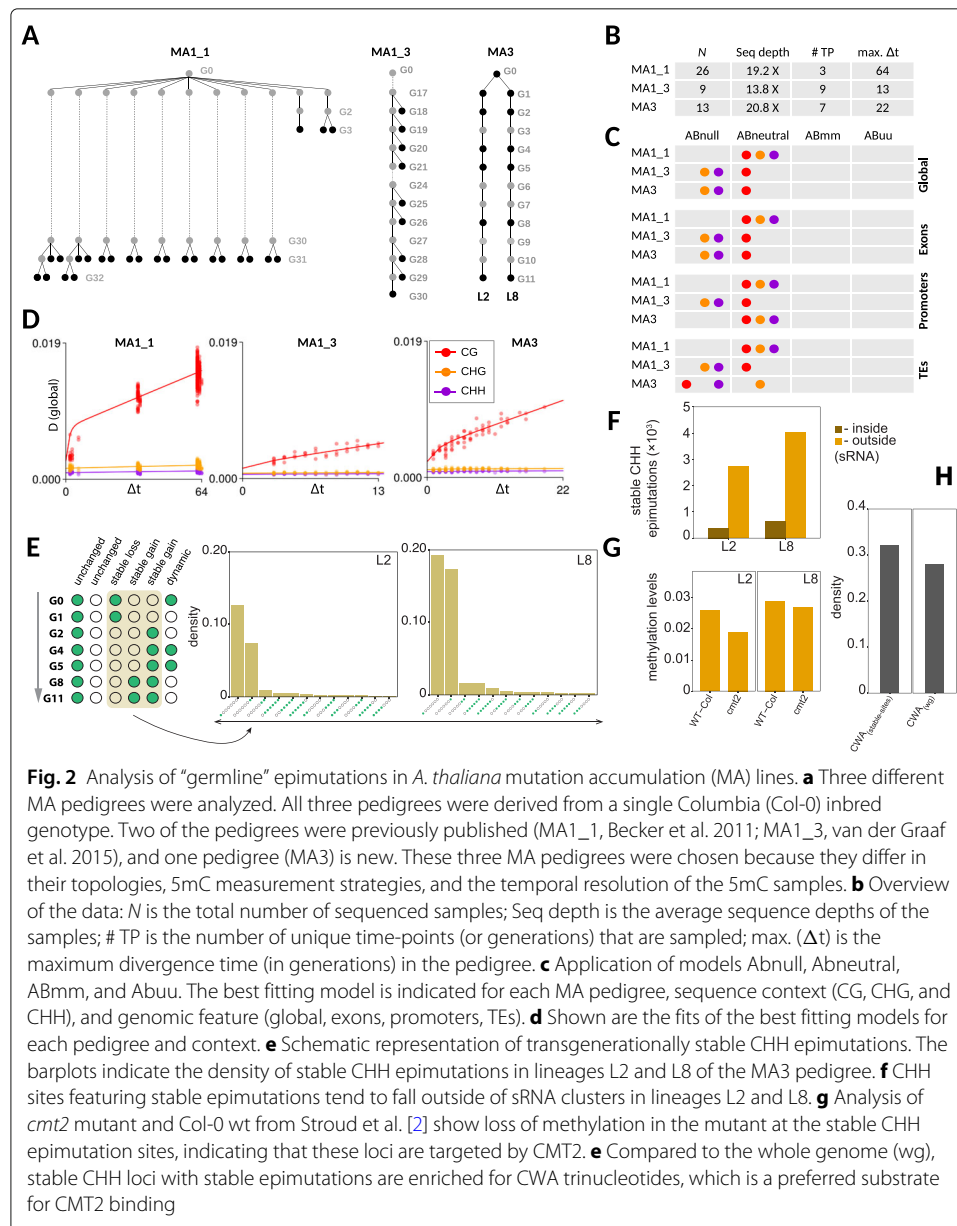 A
MA1_1
MA1_3
MA3
G0
G2
G3
G30
G31
G32
G0
G17
G18
G19
G20
G21
G24
G25
G26
G27
G28
G29
G30
G0
G1
G2
G3
G4
G5
G6
G7
G8
G9
G10
G11
L2 L8
B
N Seq depth # TP max. Δt
MA1_1 26 19.2 X 3 64
MA1_3 9 13.8 X 9 13
MA3 13 20.8 X 7 22
C
ABnull ABneutral ABmm ABuu
MA1_1
MA1_3
MA3
Global
MA1_1
MA1_3
MA3
Exons
MA1_1
MA1_3
MA3
Promoters
MA1_1
MA1_3
MA3
TEs
D
MA1_1
MA1_3
MA3
D (global)
0.019
0.000
0 Δt 64
0.019
0.000
0 Δt 13
0.019
0.000
0 Δt 22
CG
CHG
CHH
E
unchanged
unchanged
stable loss
stable gain
stable gain
dynamic
G0
G1
G2
G4
G5
G8
G11
density
0.20
0.10
0
L2
0.20
0.10
0
L8
F
stable CHH
epimutations (×10³)
5
4
3
2
1
0
L2 L8
- inside
- outside
(sRNA)
G
methylation levels
0.03
0.02
0.01
0
L2
L8
WT−Col
cmt2
WT−Col
cmt2
H
density
0.4
0.3
0.2
0.1
0.0
CWA(stable-sites)
CWA(wg)
Fig. 2 Analysis of “germline” epimutations in A. thaliana mutation accumulation (MA) lines. a Three different
MA pedigrees were analyzed. All three pedigrees were derived from a single Columbia (Col-0) inbred
genotype. Two of the pedigrees were previously published (MA1_1, Becker et al. 2011; MA1_3, van der Graaf
et al. 2015), and one pedigree (MA3) is new. These three MA pedigrees were chosen because they differ in
their topologies, 5mC measurement strategies, and the temporal resolution of the 5mC samples. b Overview
of the data: N is the total number of sequenced samples; Seq depth is the average sequence depths of the
samples; # TP is the number of unique time-points (or generations) that are sampled; max. (Δt) is the
maximum divergence time (in generations) in the pedigree. c Application of models Abnull, Abneutral,
ABmm, and Abuu. The best fitting model is indicated for each MA pedigree, sequence context (CG, CHG, and
CHH), and genomic feature (global, exons, promoters, TEs). d Shown are the fits of the best fitting models for
each pedigree and context. e Schematic representation of transgenerationally stable CHH epimutations. The
barplots indicate the density of stable CHH epimutations in lineages L2 and L8 of the MA3 pedigree. f CHH
sites featuring stable epimutations tend to fall outside of sRNA clusters in lineages L2 and L8. g Analysis of
cmt2 mutant and Col-0 wt from Stroud et al. [2] show loss of methylation in the mutant at the stable CHH
epimutation sites, indicating that these loci are targeted by CMT2. e Compared to the whole genome (wg),
stable CHH loci with stable epimutations are enriched for CWA trinucleotides, which is a preferred substrate
for CMT2 binding